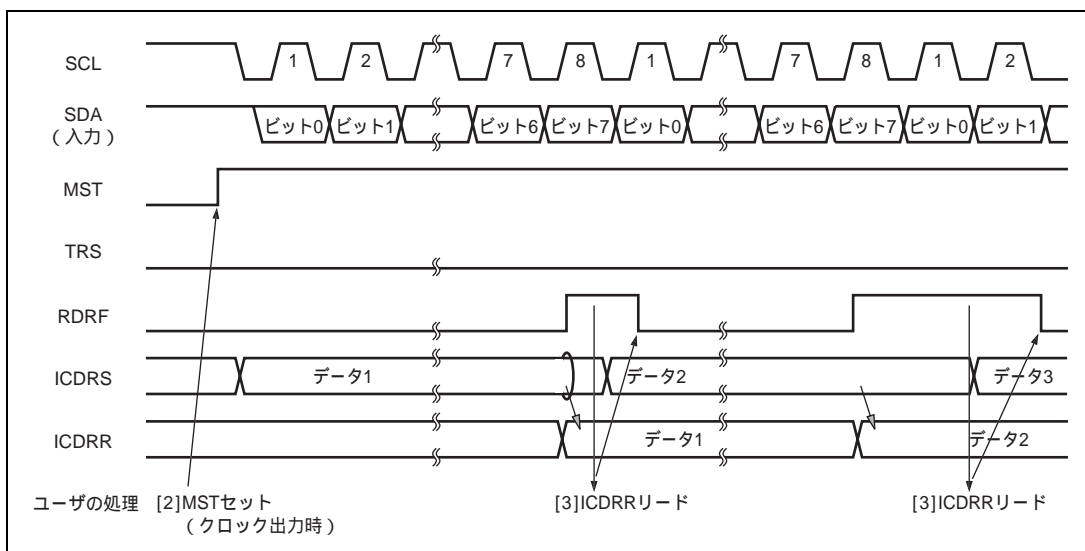 SCL 1 2 7 8 1 7 8 1 2
SDA
(入力)
ビット0 ビット1 ビット6 ビット7 ビット0 ビット6 ビット7 ビット0 ビット1
MST
TRS
RDRF
ICDRS データ1 データ2 データ3
ICDRR データ1 データ2
ユーザの処理 [2]MSTセット [3]ICDRRリード [3]ICDRRリード
(クロック出力時)